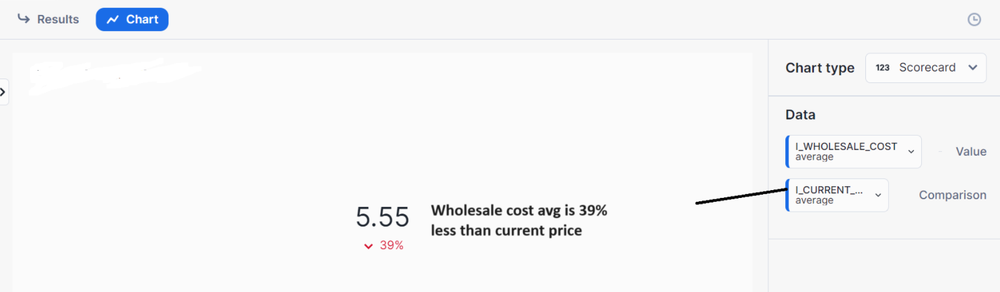 Results
Chart
Chart type
123 Scorecard
Data
I_WHOLESALE_COST
average
Value
I_CURRENT_...
average
Comparison
5.55
39%
Wholesale cost avg is 39%
less than current price